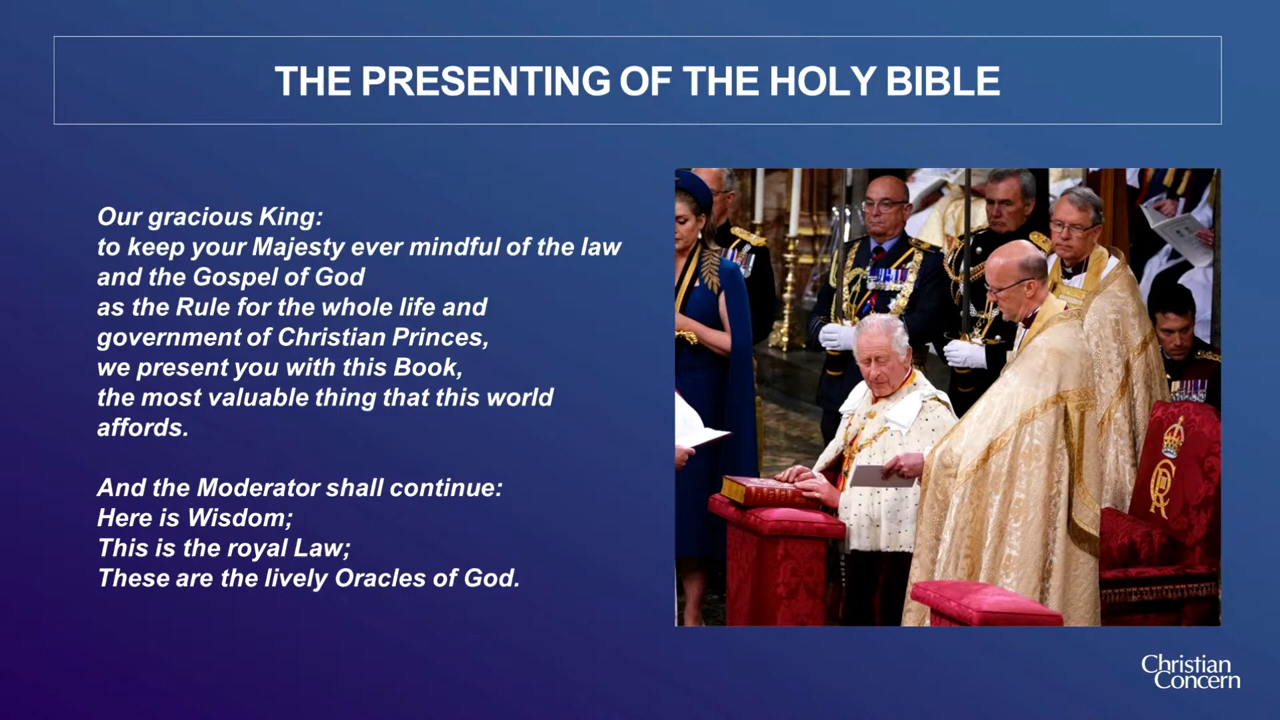 THE PRESENTING OF THE HOLY BIBLE
Our gracious King:
to keep your Majesty ever mindful of the law
and the Gospel of God
as the Rule for the whole life and
government of Christian Princes,
we present you with this Book,
the most valuable thing that this world
affords.
And the Moderator shall continue:
Here is Wisdom;
This is the royal Law;
These are the lively Oracles of God.
Christian
Concern